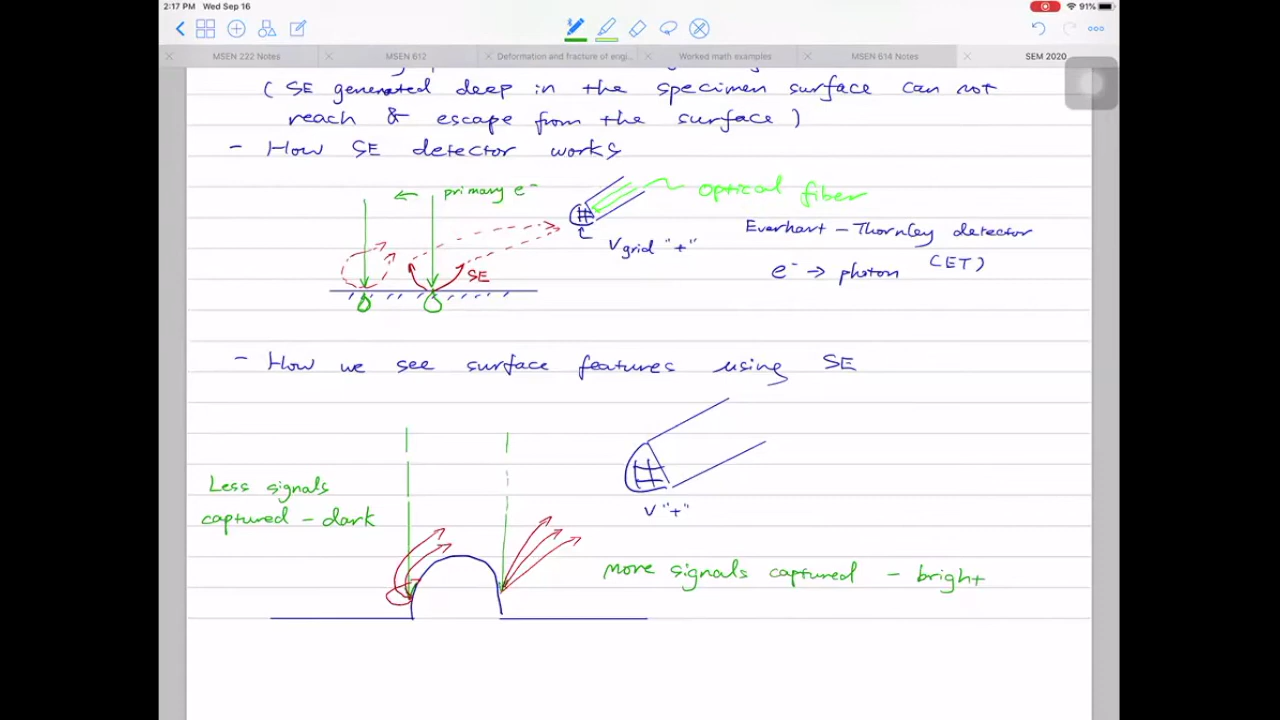 2:17 PM Wed Sep 16
91%
MSEN 222 Notes
MSEN 612
Deformation and fracture of engi...
Worked math examples
MSEN 614 Notes
SEM 2020
( SE generated deep in the specimen surface can not
reach & escape from the surface )
- How SE detector works
← primary e-
optical fiber
Everhart - Thornley detector
(ET)
V grid "+"
e- → photon
SE
- How we see surface features using SE
Less signals
captured - dark
V "+"
more signals captured - bright